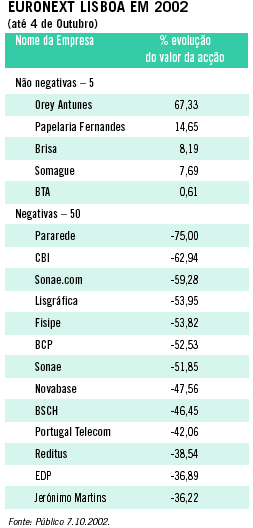 EURONEXT LISBOA EM 2002
(até 4 de Outubro)
Nome da Empresa % evolução
do valor da acção
Não negativas – 5
Orey Antunes 67,33
Papelaria Fernandes 14,65
Brisa 8,19
Somague 7,69
BTA 0,61
Negativas – 50
Pararede -75,00
CBI -62,94
Sonae.com -59,28
Lisgráfica -53,95
Fisipe -53,82
BCP -52,53
Sonae -51,85
Novabase -47,56
BSCH -46,45
Portugal Telecom -42,06
Reditus -38,54
EDP -36,89
Jerónimo Martins -36,22
Fonte: Público 7.10.2002.